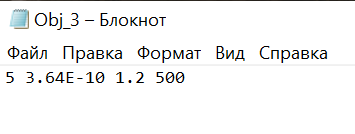 Obj_3 – Блокнот
Файл Правка Формат Вид Справка
5 3.64E-10 1.2 500